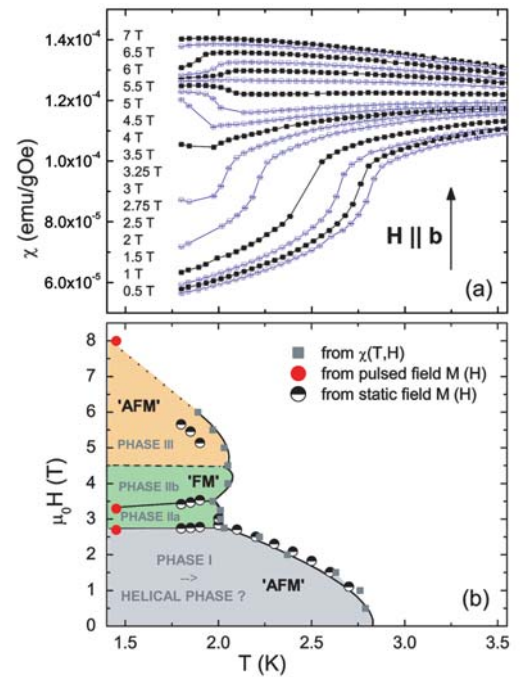 1.4x10⁻⁴
1.2x10⁻⁴
1.0x10⁻⁴
8.0x10⁻⁵
6.0x10⁻⁵
χ (emu/gOe)
7 T
6.5 T
6 T
5.5 T
5 T
4.5 T
4 T
3.5 T
3.25 T
3 T
2.75 T
2.5 T
2 T
1.5 T
1 T
0.5 T
H || b
(a)
8
7
6
5
4
3
2
1
0
μ₀H (T)
from χ(T,H)
from pulsed field M (H)
from static field M (H)
'AFM'
PHASE III
PHASE IIb
'FM'
PHASE IIa
PHASE I
-->
'AFM'
HELICAL PHASE ?
(b)
1.5 2.0 2.5 3.0 3.5
T (K)